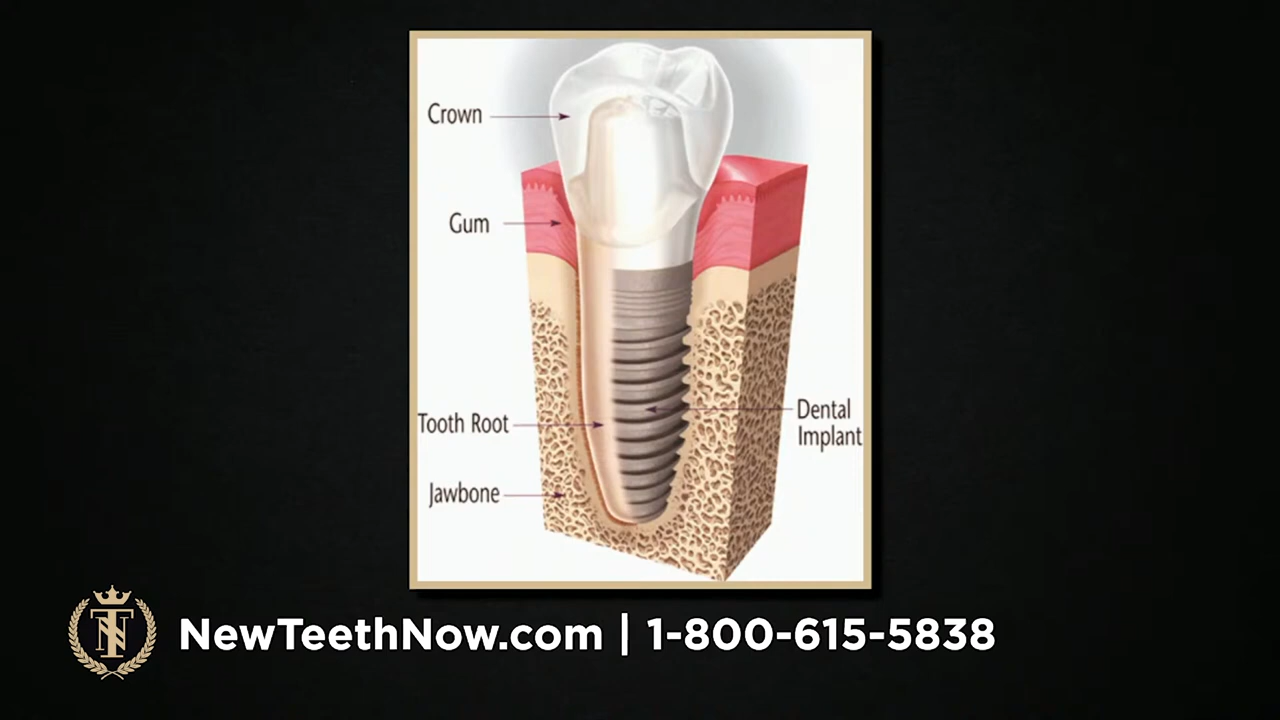 Crown
Gum
Tooth Root
Dental
Implant
Jawbone
NewTeethNow.com | 1-800-615-5838